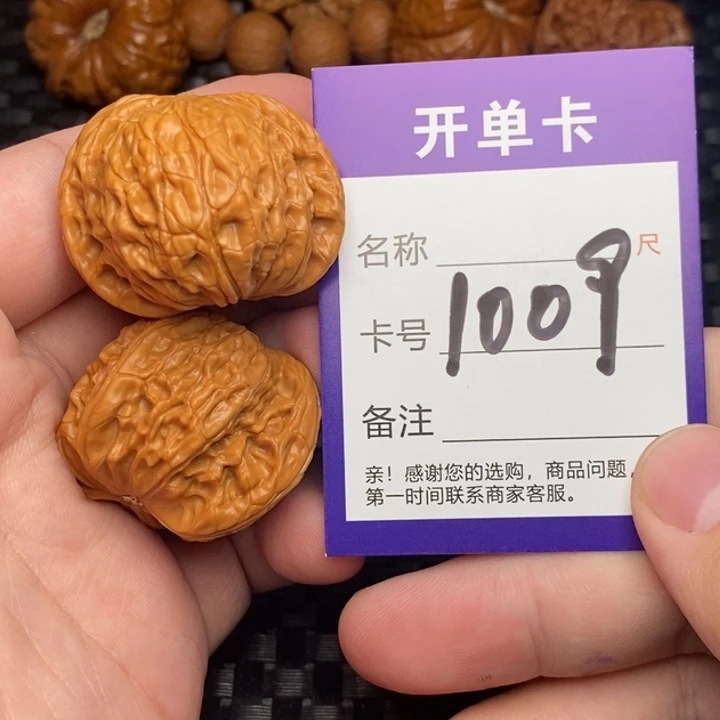 开单卡
名称 尺
卡号 1009
备注
亲！感谢您的选购，商品问题，
第一时间联系商家客服。